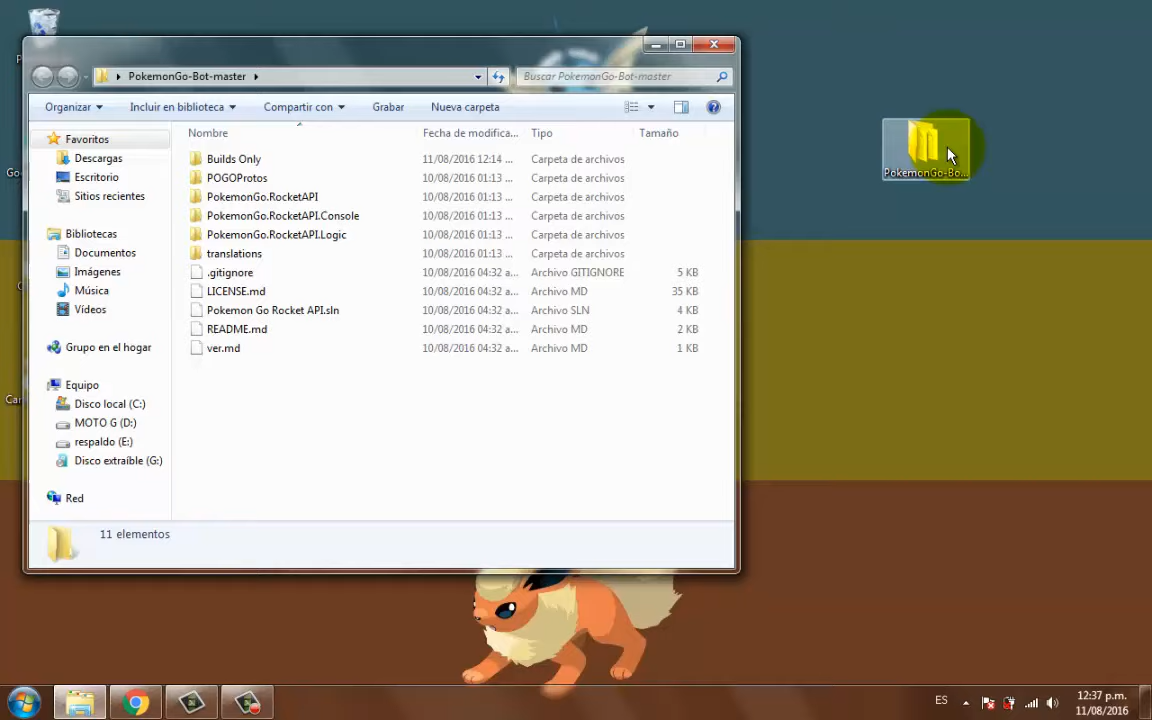 PokemonGo-Bot-master
Buscar PokemonGo-Bot-master
Organizar
Incluir en biblioteca
Compartir con
Grabar
Nueva carpeta
Favoritos
Descargas
Escritorio
Sitios recientes
Bibliotecas
Documentos
Imágenes
Música
Vídeos
Grupo en el hogar
Equipo
Disco local (C:)
MOTO G (D:)
respaldo (E:)
Disco extraíble (G:)
Red
Nombre Fecha de modifica... Tipo Tamaño
Builds Only 11/08/2016 12:14 ... Carpeta de archivos
POGOProtos 10/08/2016 01:13 ... Carpeta de archivos
PokemonGo.RocketAPI 10/08/2016 01:13 ... Carpeta de archivos
PokemonGo.RocketAPI.Console 10/08/2016 01:13 ... Carpeta de archivos
PokemonGo.RocketAPI.Logic 10/08/2016 01:13 ... Carpeta de archivos
translations 10/08/2016 01:13 ... Carpeta de archivos
.gitignore 10/08/2016 04:32 a... Archivo GITIGNORE 5 KB
LICENSE.md 10/08/2016 04:32 a... Archivo MD 35 KB
Pokemon Go Rocket API.sln 10/08/2016 04:32 a... Archivo SLN 4 KB
README.md 10/08/2016 04:32 a... Archivo MD 2 KB
ver.md 10/08/2016 04:32 a... Archivo MD 1 KB
11 elementos
PokemonGo-Bo...
ES
12:37 p.m.
11/08/2016